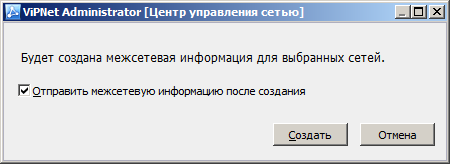 ViPNet Administrator [Центр управления сетью]
Будет создана межсетевая информация для выбранных сетей.
Отправить межсетевую информацию после создания
Создать Отмена